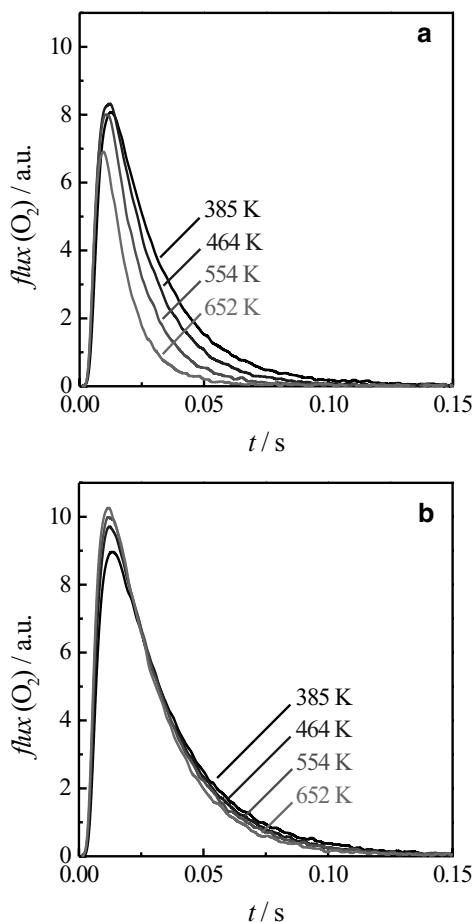 a
10
8
6
4
2
0
flux (O₂) / a.u.
385 K
464 K
554 K
652 K
0.00 0.05 0.10 0.15
t / s
b
10
8
6
4
2
0
flux (O₂) / a.u.
385 K
464 K
554 K
652 K
0.00 0.05 0.10 0.15
t / s